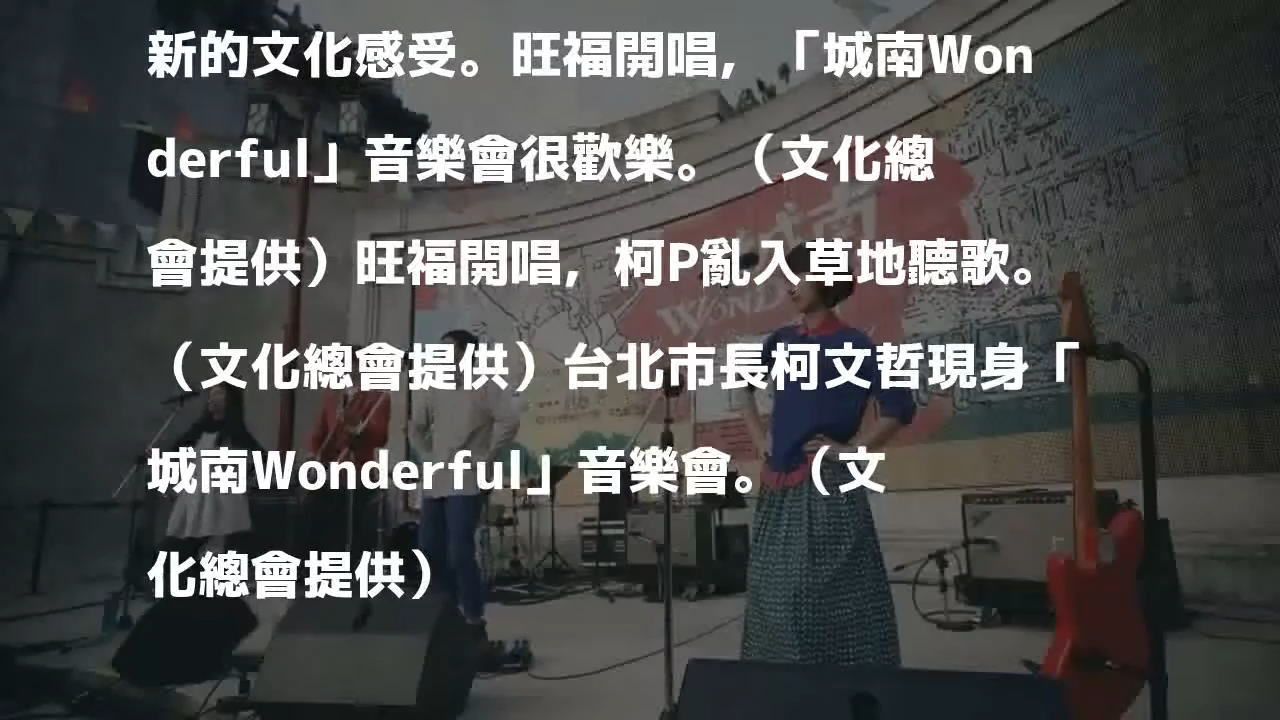 新的文化感受。旺福開唱，「城南Won
derful」音樂會很歡樂。（文化總
會提供）旺福開唱，柯P亂入草地聽歌。
（文化總會提供）台北市長柯文哲現身「
城南Wonderful」音樂會。（文
化總會提供）
城南
WOND